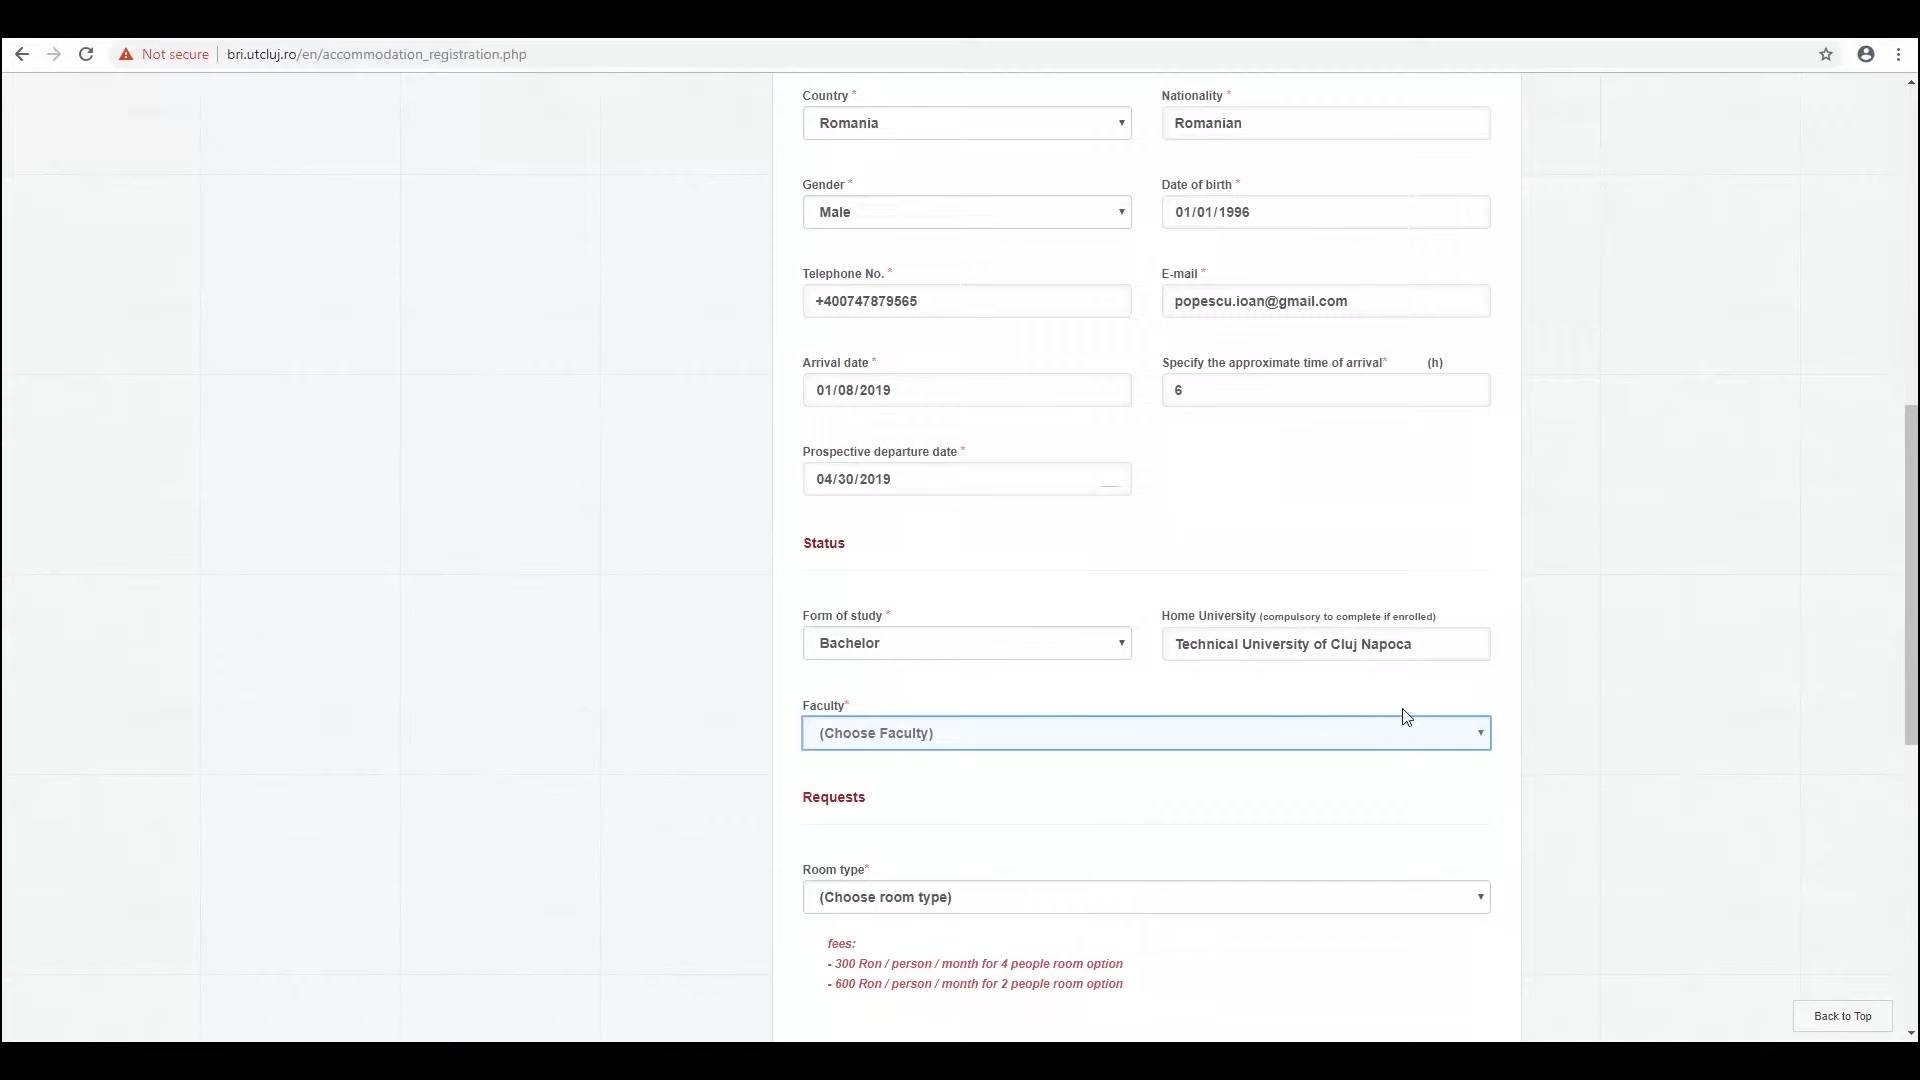 Not secure
bri.utcluj.ro/en/accommodation_registration.php
Country *
Nationality *
Romania
Romanian
Gender *
Date of birth *
Male
01/01/1996
Telephone No. *
E-mail *
+400747879565
popescu.ioan@gmail.com
Arrival date *
Specify the approximate time of arrival* (h)
01/08/2019
6
Prospective departure date *
04/30/2019
Status
Form of study *
Home University (compulsory to complete if enrolled)
Bachelor
Technical University of Cluj Napoca
Faculty*
(Choose Faculty)
Requests
Room type*
(Choose room type)
fees:
- 300 Ron / person / month for 4 people room option
- 600 Ron / person / month for 2 people room option
Back to Top